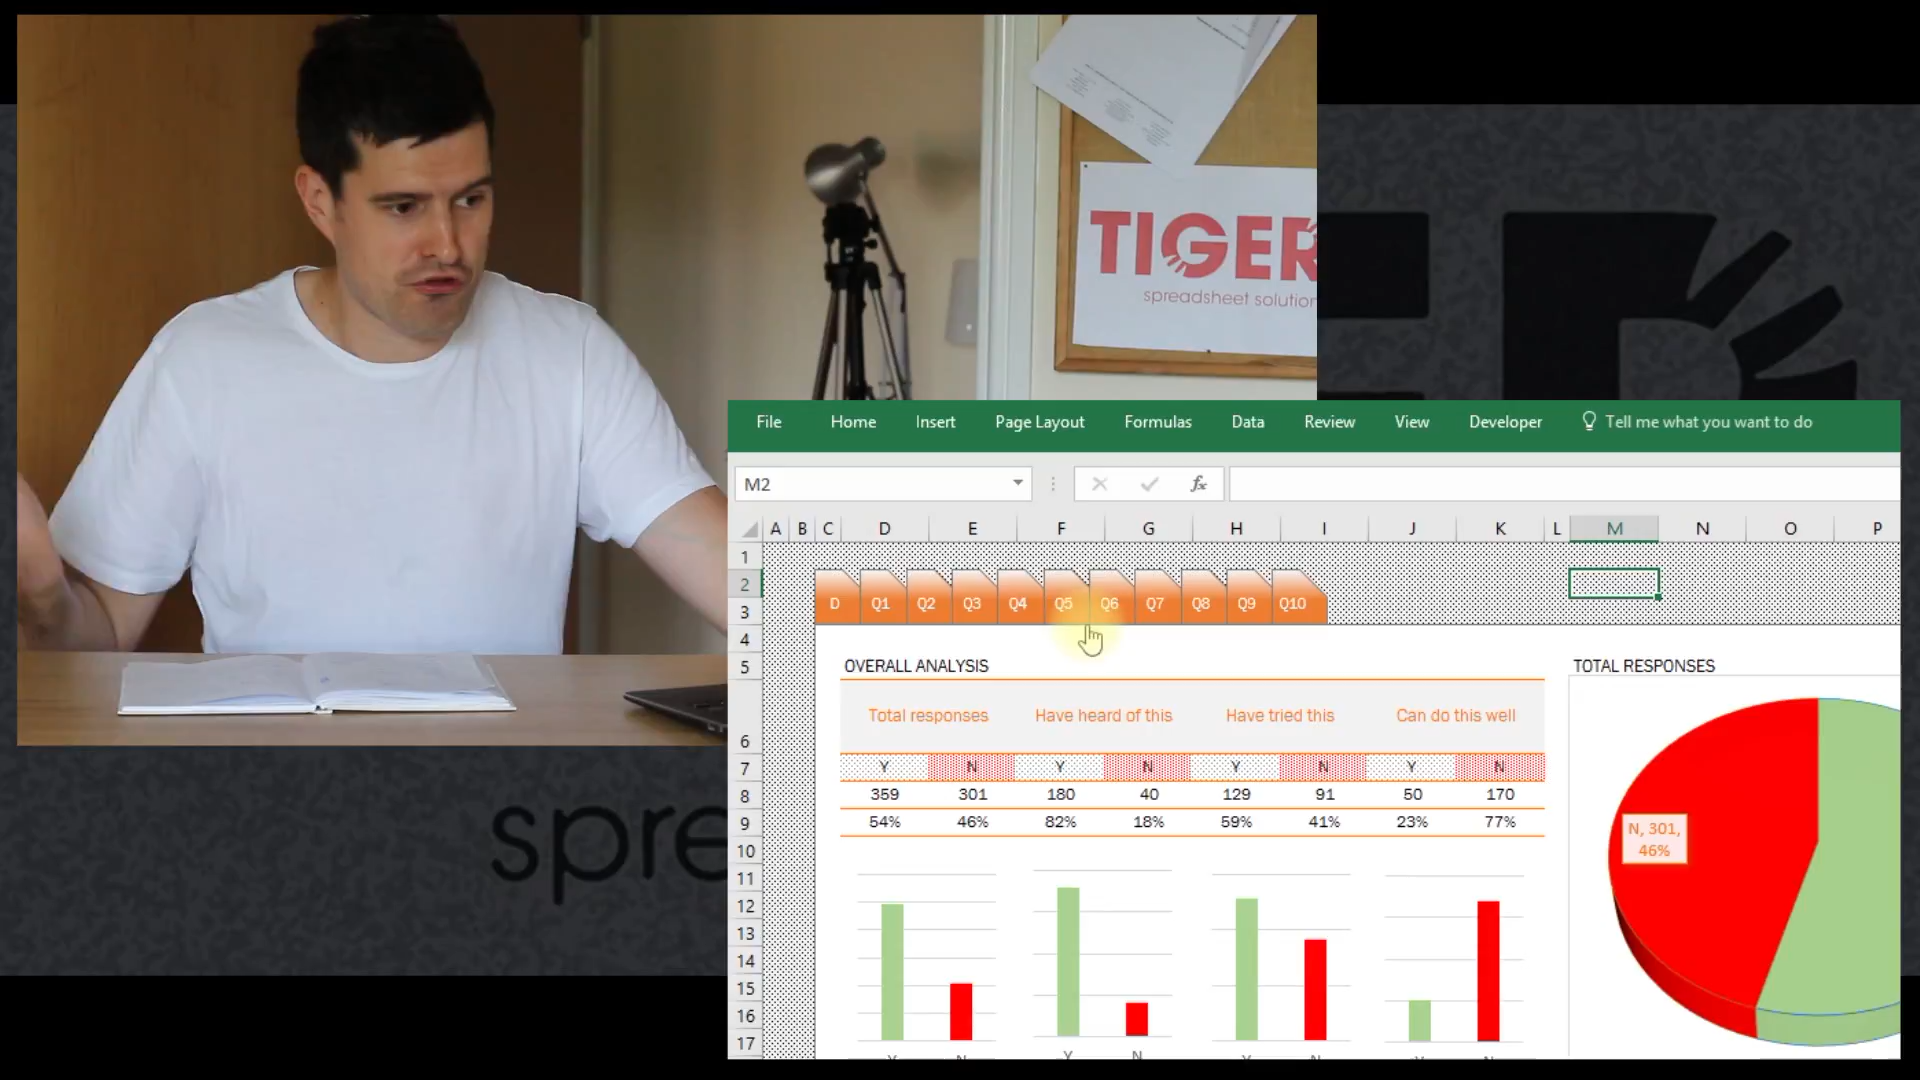 TIGER
spreadsheet solution
spre
File Home Insert Page Layout Formulas Data Review View Developer Tell me what you want to do
M2 fx
A B C D E F G H I J K L M N O P
1
2
3
D Q1 Q2 Q3 Q4 Q5 Q6 Q7 Q8 Q9 Q10
4
5 OVERALL ANALYSIS TOTAL RESPONSES
6 Total responses Have heard of this Have tried this Can do this well
7 Y N Y N Y N Y N
8 359 301 180 40 129 91 50 170
9 54% 46% 82% 18% 59% 41% 23% 77%
N, 301,
46%
10
11
12
13
14
15
16
17